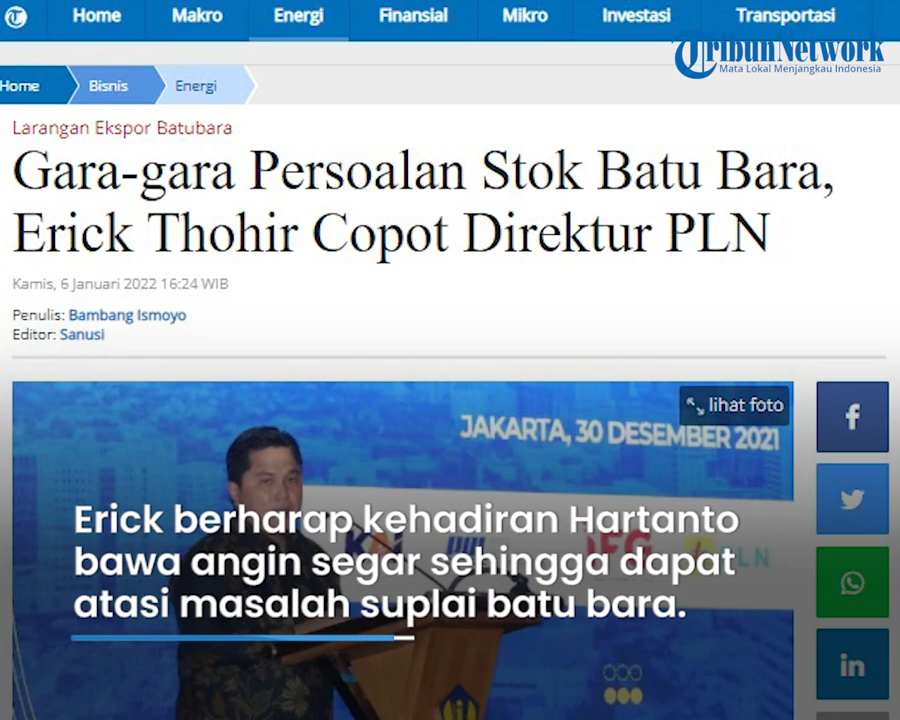 Home Makro Energi Finansial Mikro Investasi Transportasi
Tribun Network
Mata Lokal Menjangkau Indonesia
Home Bisnis Energi
Larangan Ekspor Batubara
Gara-gara Persoalan Stok Batu Bara,
Erick Thohir Copot Direktur PLN
Kamis, 6 Januari 2022 16:24 WIB
Penulis: Bambang Ismoyo
Editor: Sanusi
lihat foto
JAKARTA, 30 DESEMBER 2021
Erick berharap kehadiran Hartanto
bawa angin segar sehingga dapat
atasi masalah suplai batu bara.